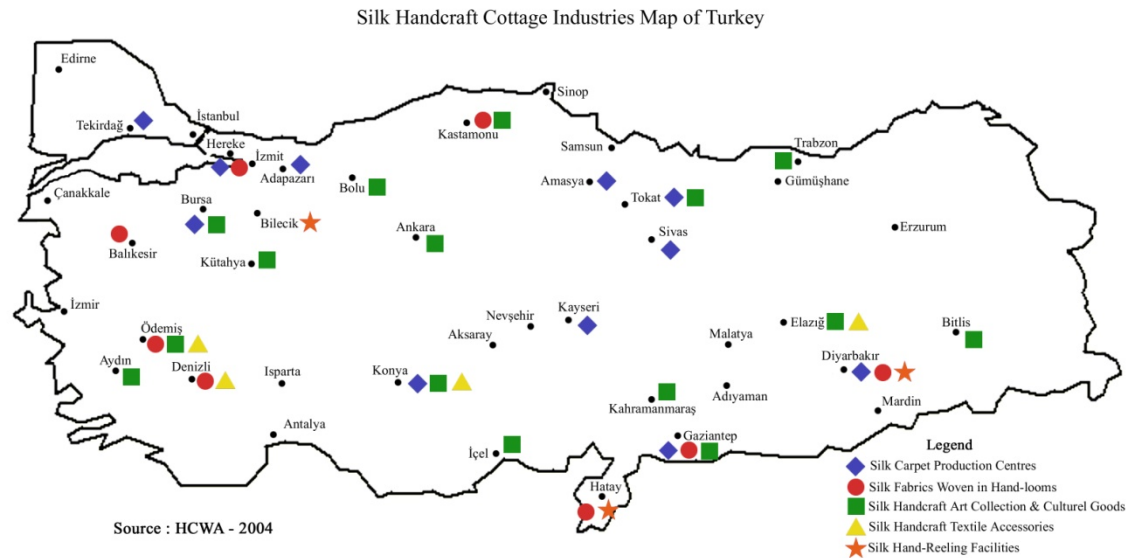 Silk Handcraft Cottage Industries Map of Turkey
Edirne
Sinop
Tekirdağ
İstanbul
Kastamonu
Hereke
İzmit
Adapazarı
Samsun
Trabzon
Bolu
Amasya
Gümüşhane
Çanakkale
Bursa
Bilecik
Tokat
Ankara
Sivas
Erzurum
Balıkesir
Kütahya
İzmir
Nevşehir
Kayseri
Ödemiş
Aksaray
Malatya
Elazığ
Bitlis
Aydın
Denizli
Isparta
Konya
Diyarbakır
Adıyaman
Kahramanmaraş
Mardin
Antalya
İçel
Gaziantep
Hatay
Legend
Silk Carpet Production Centres
Silk Fabrics Woven in Hand-looms
Silk Handcraft Art Collection & Culturel Goods
Silk Handcraft Textile Accessories
Silk Hand-Reeling Facilities
Source : HCWA - 2004